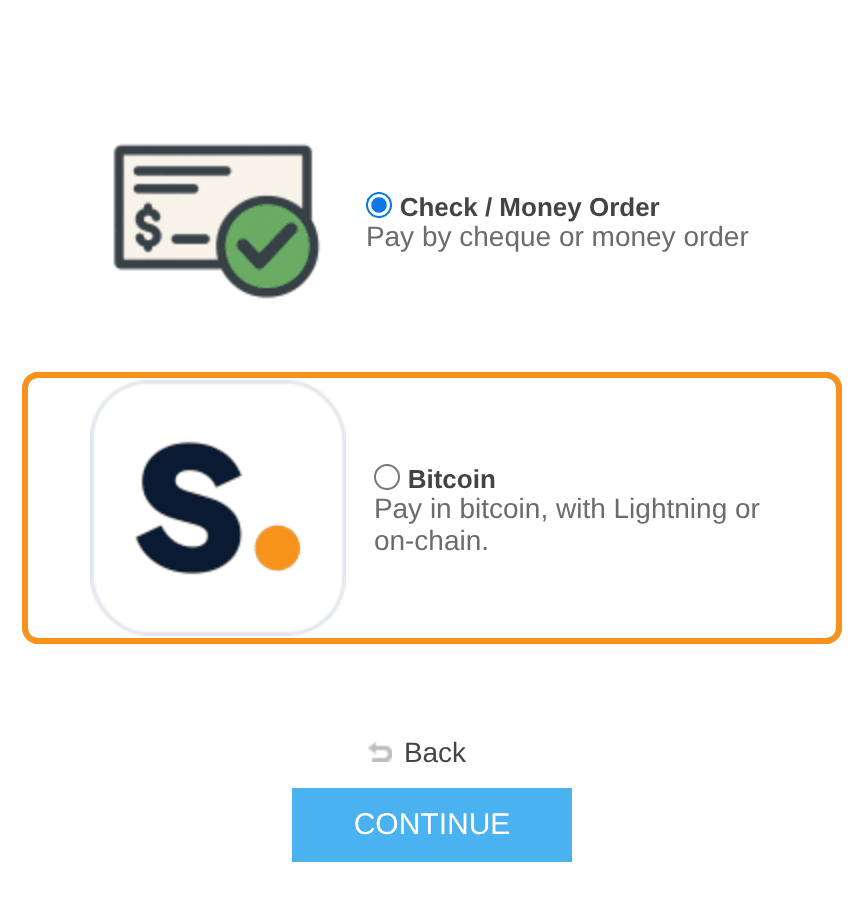 $
Check / Money Order
Pay by cheque or money order
S.
Bitcoin
Pay in bitcoin, with Lightning or
on-chain.
Back
CONTINUE